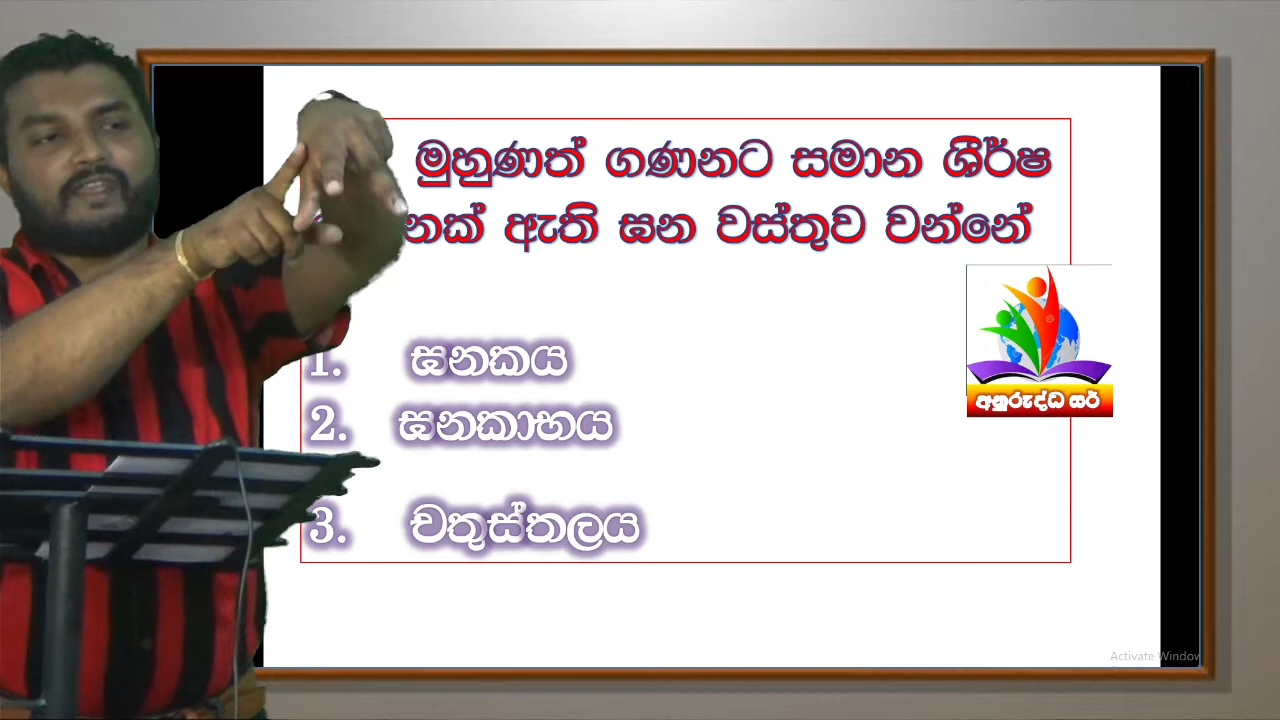 මුහුණත් ගණනට සමාන ශීර්ෂ
ඇති ඝන වස්තුව වන්නේ
1. ඝනකය
2. ඝනකාභය
3. චතුස්තලය
අනුරුද්ධ සර්
Activate Window